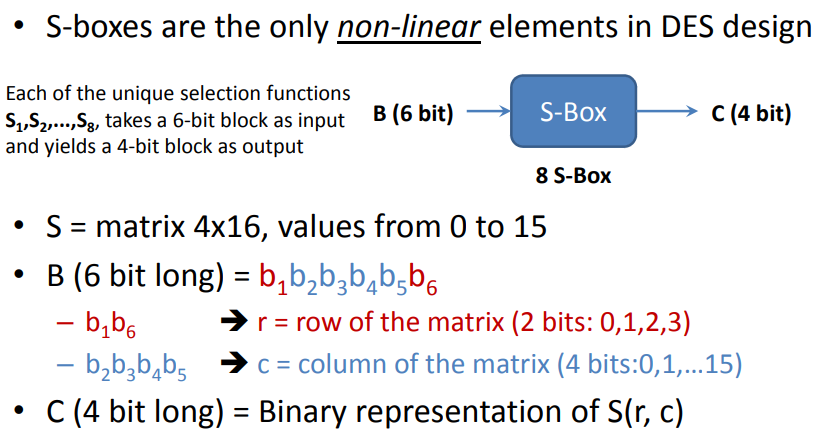 • S-boxes are the only non-linear elements in DES design
Each of the unique selection functions
S₁,S₂,...,S₈, takes a 6-bit block as input
and yields a 4-bit block as output
B (6 bit)
S-Box
C (4 bit)
8 S-Box
• S = matrix 4x16, values from 0 to 15
• B (6 bit long) = b₁b₂b₃b₄b₅b₆
– b₁b₆ ➔ r = row of the matrix (2 bits: 0,1,2,3)
– b₂b₃b₄b₅ ➔ c = column of the matrix (4 bits:0,1,...15)
• C (4 bit long) = Binary representation of S(r, c)